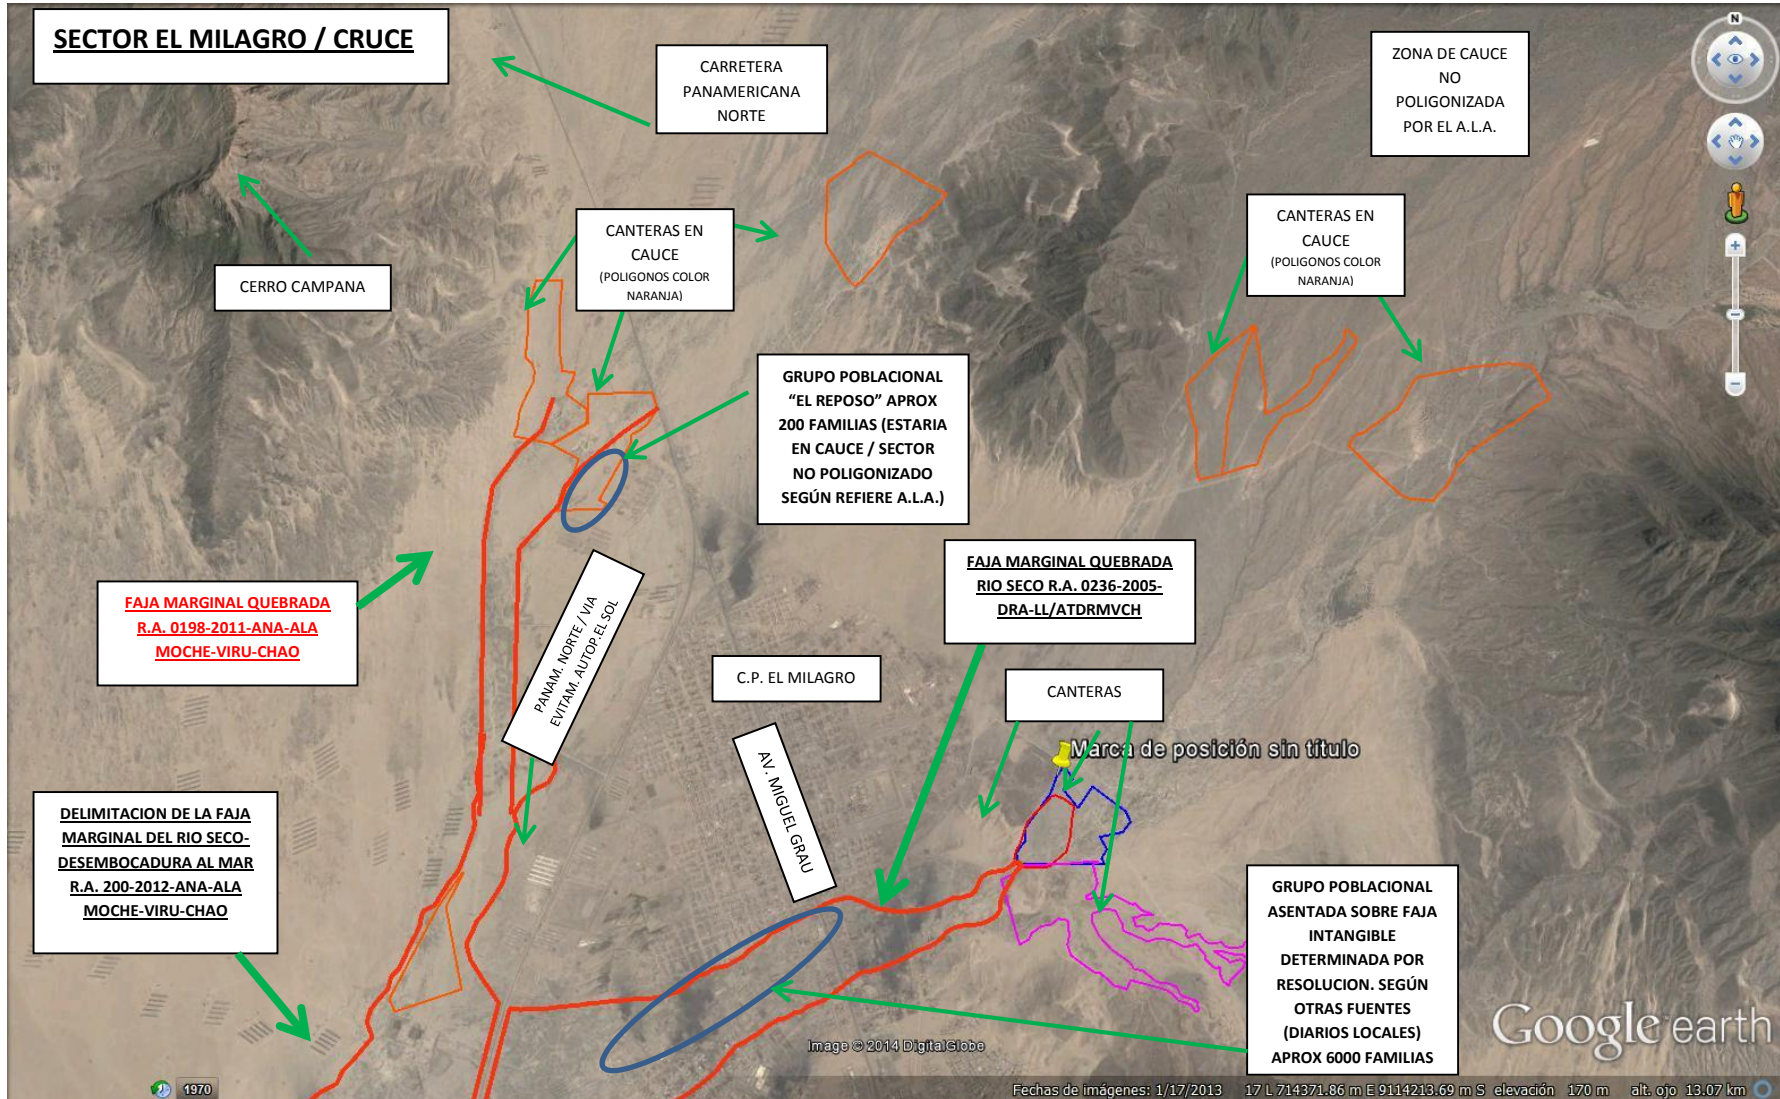 SECTOR EL MILAGRO / CRUCE
CARRETERA
PANAMERICANA
NORTE
ZONA DE CAUCE
NO
POLIGONIZADA
POR EL A.L.A.
N
CERRO CAMPANA
CANTERAS EN
CAUCE
(POLIGONOS COLOR
NARANJA)
CANTERAS EN
CAUCE
(POLIGONOS COLOR
NARANJA)
GRUPO POBLACIONAL
“EL REPOSO” APROX
200 FAMILIAS (ESTARIA
EN CAUCE / SECTOR
NO POLIGONIZADO
SEGÚN REFIERE A.L.A.)
FAJA MARGINAL QUEBRADA
R.A. 0198-2011-ANA-ALA
MOCHE-VIRU-CHAO
PANAM. NORTE / VIA
EVITAM. AUTOP.EL SOL
FAJA MARGINAL QUEBRADA
RIO SECO R.A. 0236-2005-
DRA-LL/ATDRMVCH
C.P. EL MILAGRO
CANTERAS
AV. MIGUEL GRAU
Marca de posición sin título
DELIMITACION DE LA FAJA
MARGINAL DEL RIO SECO-
DESEMBOCADURA AL MAR
R.A. 200-2012-ANA-ALA
MOCHE-VIRU-CHAO
GRUPO POBLACIONAL
ASENTADA SOBRE FAJA
INTANGIBLE
DETERMINADA POR
RESOLUCION. SEGÚN
OTRAS FUENTES
(DIARIOS LOCALES)
APROX 6000 FAMILIAS
Google earth
Image © 2014 DigitalGlobe
1970
Fechas de imágenes: 1/17/2013 17 L 714371.86 m E 9114213.69 m S elevación 170 m alt. ojo 13.07 km